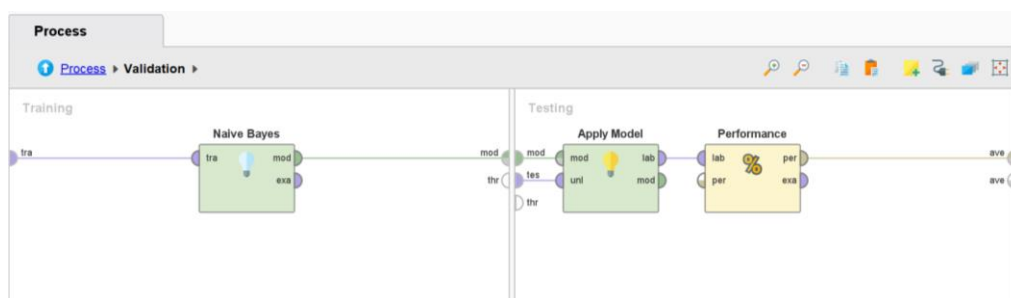 Process
Process ▸ Validation ▸
Training
Testing
Naive Bayes
Apply Model
Performance
tra
tra
mod
mod
mod
mod
lab
lab
per
ave
exa
thr
tes
unl
mod
per
exa
ave
thr